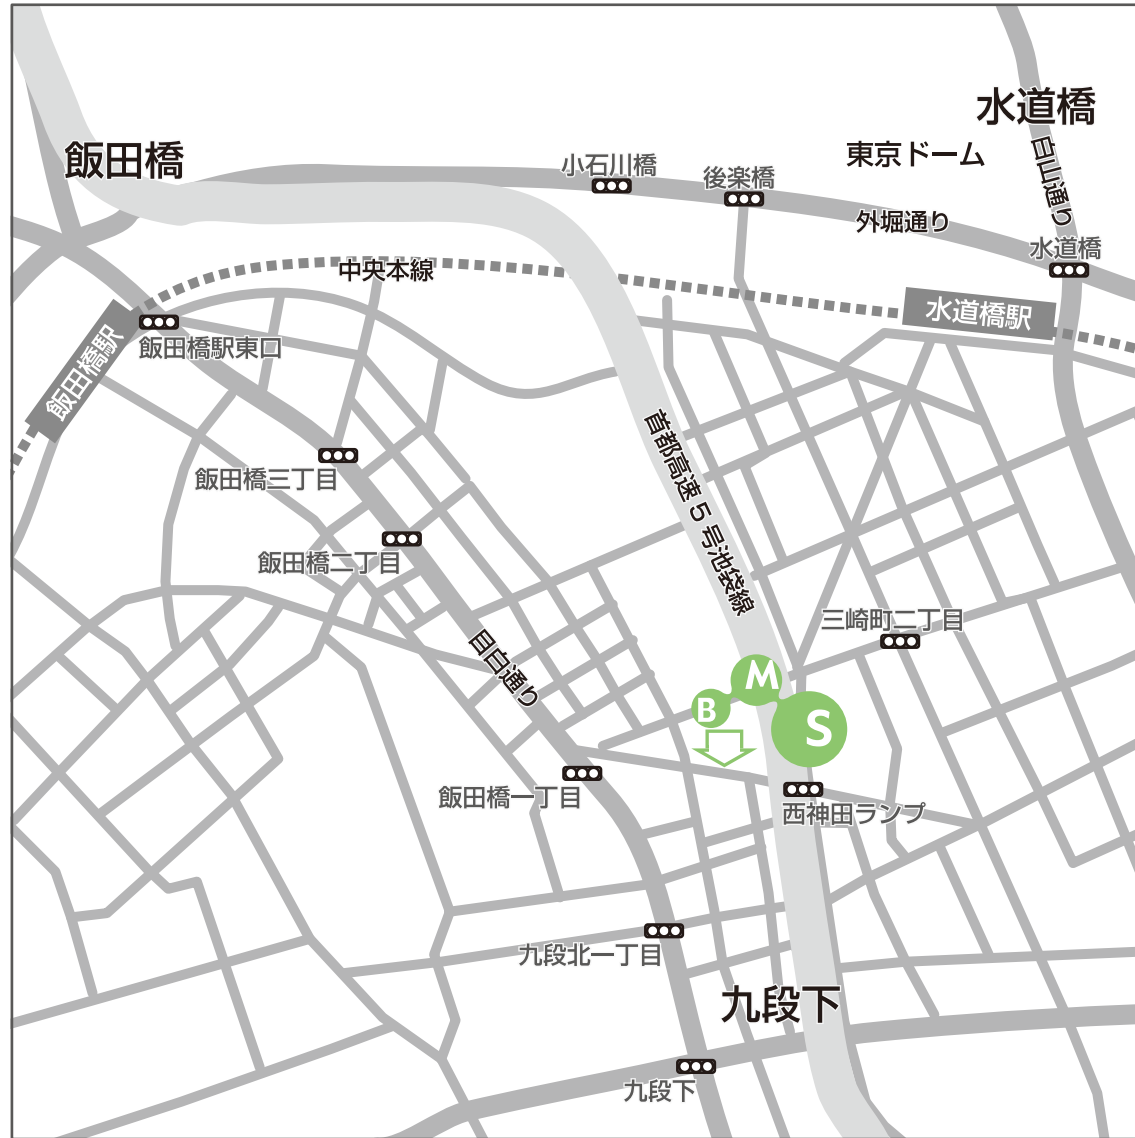 水道橋
飯田橋
東京ドーム
白山通り
小石川橋
後楽橋
外堀通り
水道橋
中央本線
水道橋駅
飯田橋駅東口
飯田橋駅
首都高速5号池袋線
飯田橋三丁目
飯田橋二丁目
三崎町二丁目
目白通り
M
B
S
飯田橋一丁目
西神田ランプ
九段北一丁目
九段下
九段下